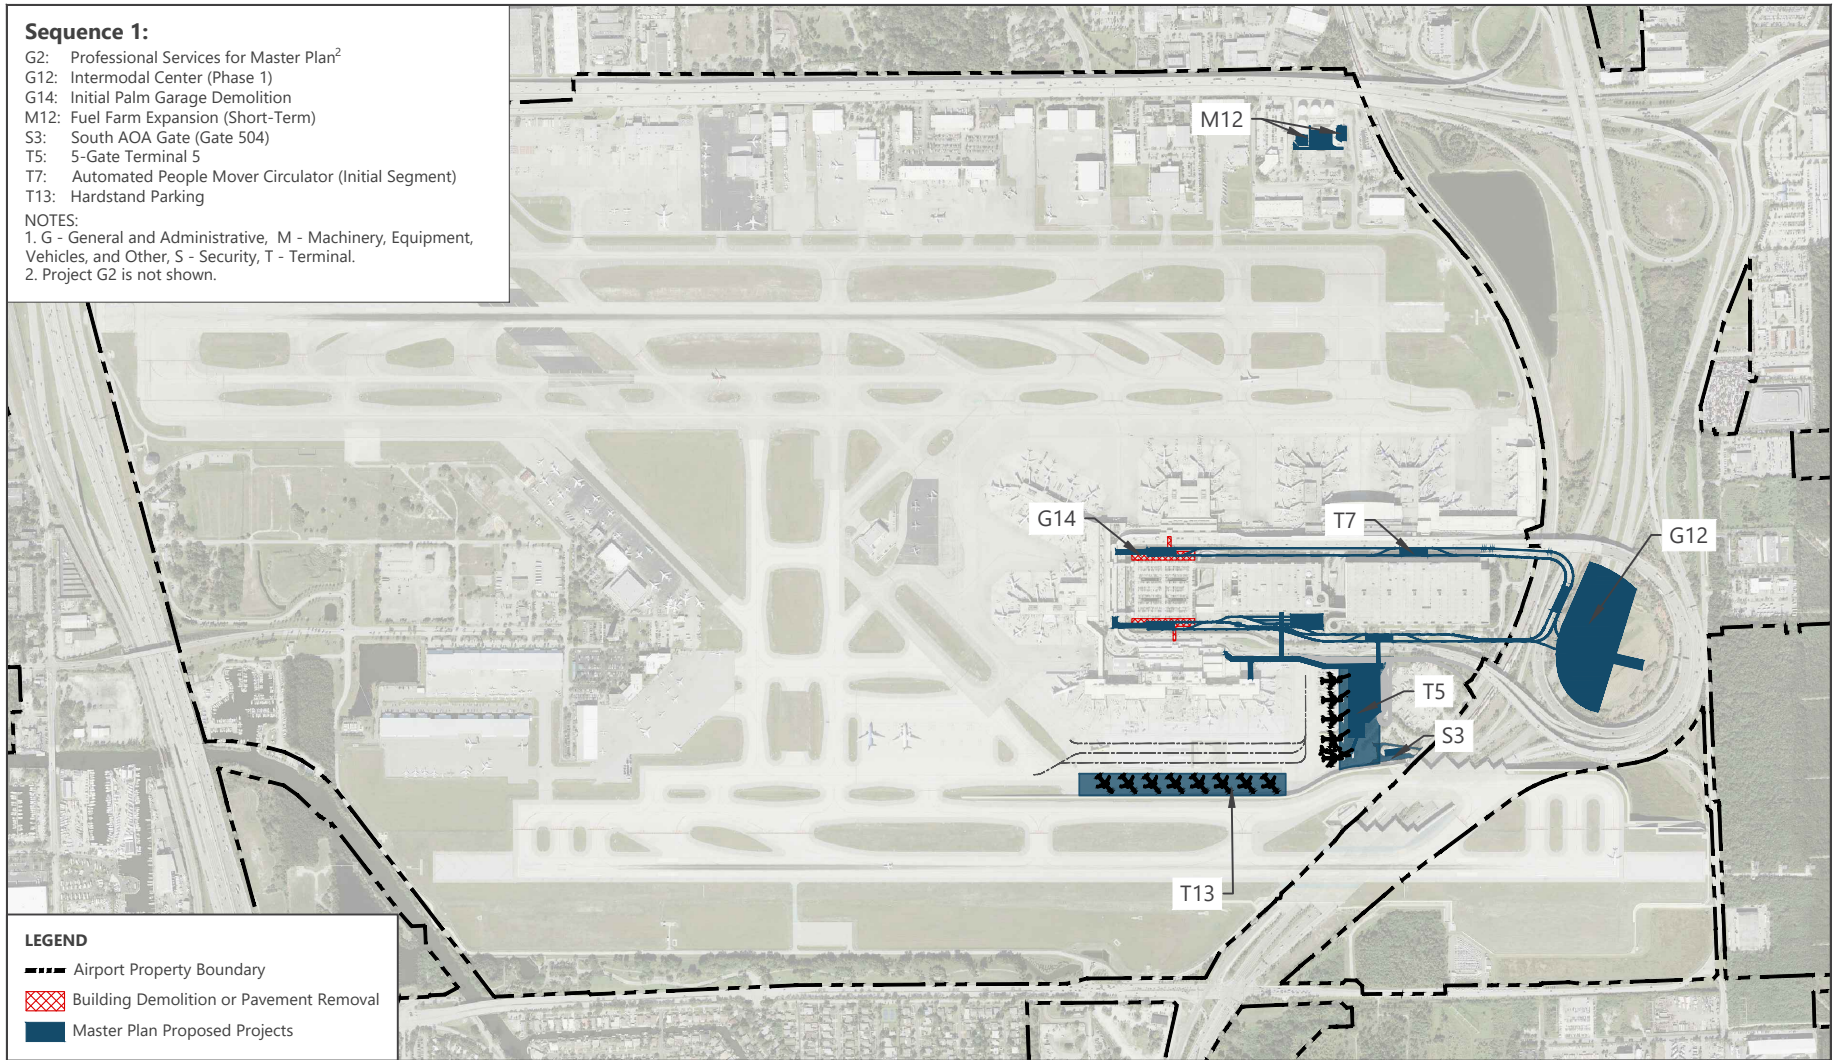 Sequence 1:
G2: Professional Services for Master Plan2
G12: Intermodal Center (Phase 1)
G14: Initial Palm Garage Demolition
M12: Fuel Farm Expansion (Short-Term)
S3: South AOA Gate (Gate 504)
T5: 5-Gate Terminal 5
T7: Automated People Mover Circulator (Initial Segment)
T13: Hardstand Parking
NOTES:
1. G - General and Administrative, M - Machinery, Equipment,
Vehicles, and Other, S - Security, T - Terminal.
2. Project G2 is not shown.
M12
G14
T7
G12
T5
S3
T13
LEGEND
Airport Property Boundary
Building Demolition or Pavement Removal
Master Plan Proposed Projects